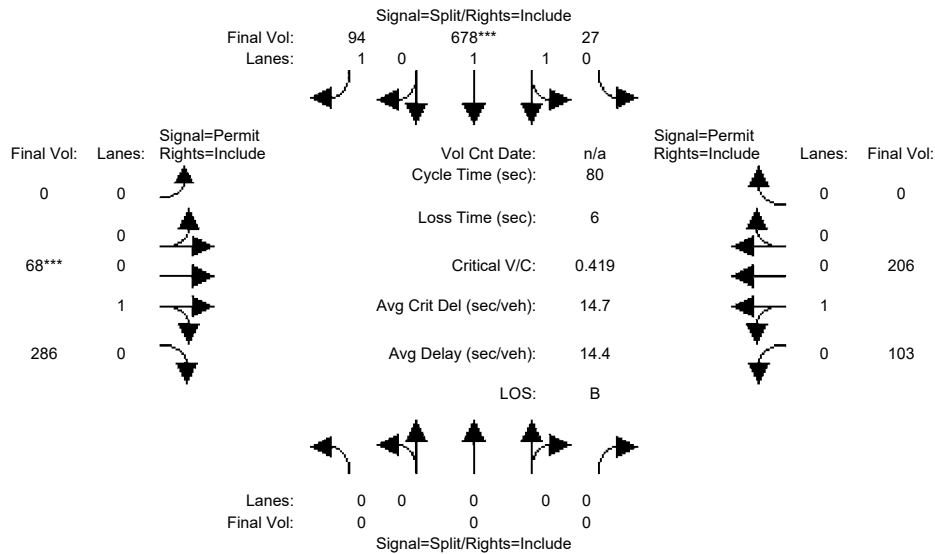 Signal=Split/Rights=Include
Final Vol: 94 678*** 27
Lanes: 1 0 1 1 0
Signal=Permit Signal=Permit
Final Vol: Lanes: Rights=Include Vol Cnt Date: n/a Rights=Include Lanes: Final Vol:
Cycle Time (sec): 80
0 0 0 0
Loss Time (sec): 6
0 0
68*** 0 Critical V/C: 0.419 0 206
1 Avg Crit Del (sec/veh): 14.7 1
286 0 Avg Delay (sec/veh): 14.4 0 103
LOS: B
Lanes: 0 0 0 0 0
Final Vol: 0 0 0
Signal=Split/Rights=Include